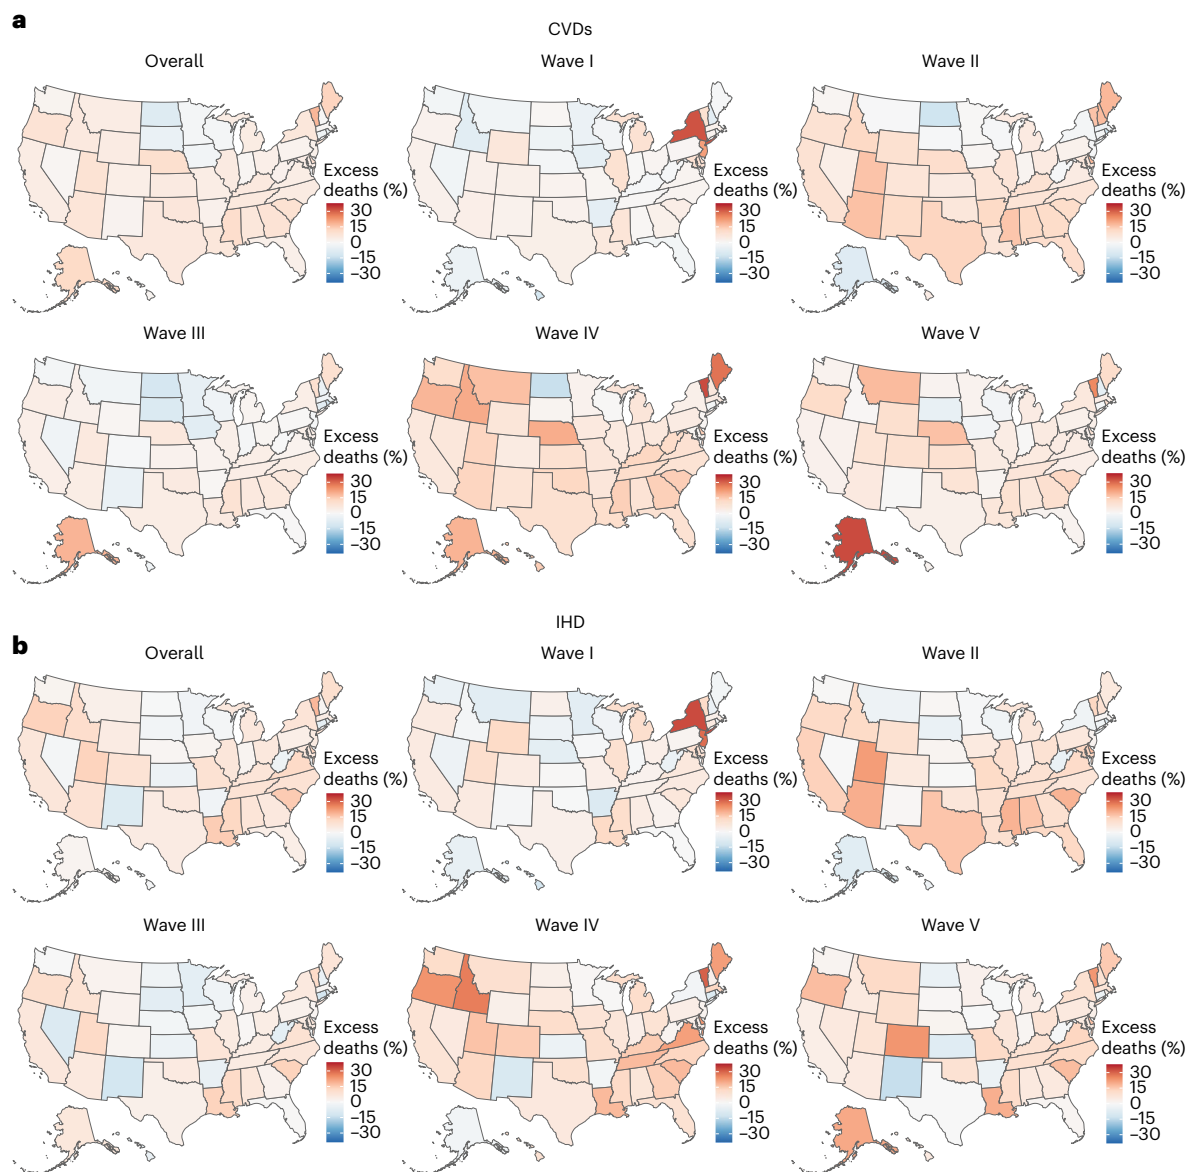 a
CVDs
Overall
Wave I
Wave II
Excess
deaths (%)
30
15
0
–15
–30
Excess
deaths (%)
30
15
0
–15
–30
Excess
deaths (%)
30
15
0
–15
–30
Wave III
Wave IV
Wave V
Excess
deaths (%)
30
15
0
–15
–30
Excess
deaths (%)
30
15
0
–15
–30
Excess
deaths (%)
30
15
0
–15
–30
b
IHD
Overall
Wave I
Wave II
Excess
deaths (%)
30
15
0
–15
–30
Excess
deaths (%)
30
15
0
–15
–30
Excess
deaths (%)
30
15
0
–15
–30
Wave III
Wave IV
Wave V
Excess
deaths (%)
30
15
0
–15
–30
Excess
deaths (%)
30
15
0
–15
–30
Excess
deaths (%)
30
15
0
–15
–30